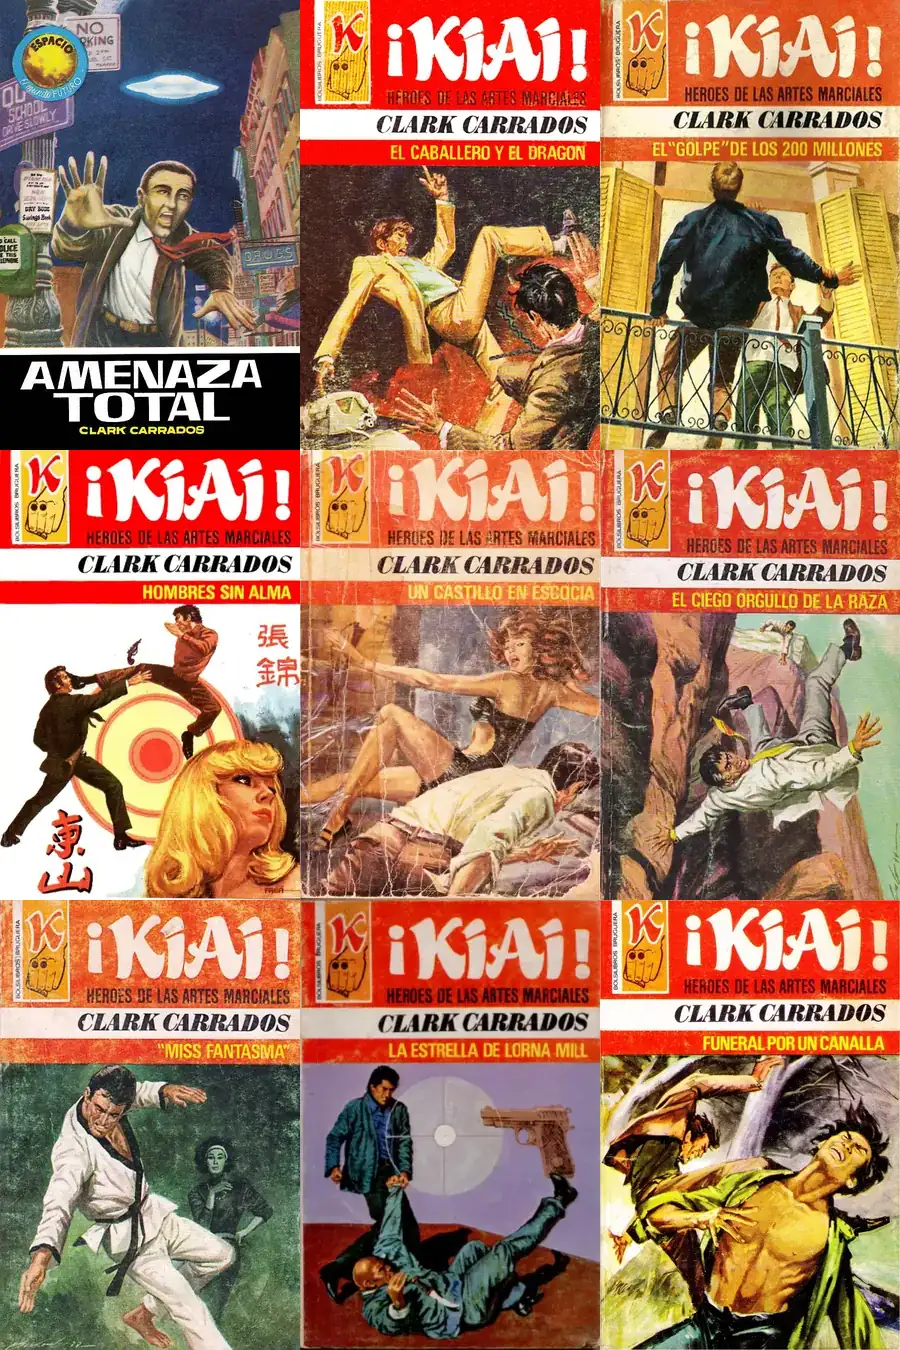 ESPACIO
el mundo FUTURO
NO
PARKING
SCHOOL
DRIVE SLOWLY
CALL
POLICE
DRUGS
AMENAZA
TOTAL
CLARK CARRADOS
BOLSILIBROS BRUGUERA
K
¡KIAI!
HEROES DE LAS ARTES MARCIALES
CLARK CARRADOS
EL CABALLERO Y EL DRAGON
BOLSILIBROS BRUGUERA
K
¡KIAI!
HEROES DE LAS ARTES MARCIALES
CLARK CARRADOS
EL "GOLPE" DE LOS 200 MILLONES
BOLSILIBROS BRUGUERA
K
¡KIAI!
HEROES DE LAS ARTES MARCIALES
CLARK CARRADOS
HOMBRES SIN ALMA
張
錦
東
山
BOLSILIBROS BRUGUERA
K
¡KIAI!
HEROES DE LAS ARTES MARCIALES
CLARK CARRADOS
UN CASTILLO EN ESCOCIA
BOLSILIBROS BRUGUERA
K
¡KIAI!
HEROES DE LAS ARTES MARCIALES
CLARK CARRADOS
EL CIEGO ORGULLO DE LA RAZA
BOLSILIBROS BRUGUERA
K
¡KIAI!
HEROES DE LAS ARTES MARCIALES
CLARK CARRADOS
"MISS FANTASMA"
BOLSILIBROS BRUGUERA
K
¡KIAI!
HEROES DE LAS ARTES MARCIALES
CLARK CARRADOS
LA ESTRELLA DE LORNA MILL
BOLSILIBROS BRUGUERA
K
¡KIAI!
HEROES DE LAS ARTES MARCIALES
CLARK CARRADOS
FUNERAL POR UN CANALLA